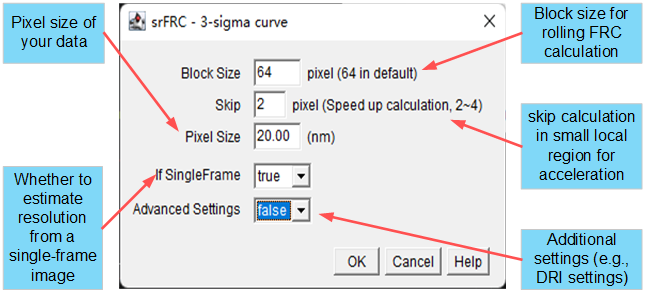 Pixel size of
your data
srFRC - 3-sigma curve
Block size for
rolling FRC
calculation
Block Size 64 pixel (64 in default)
Skip 2 pixel (Speed up calculation, 2~4)
Pixel Size 20.00 (nm)
skip calculation
in small local
region for
acceleration
Whether to
estimate
resolution
from a
single-frame
image
If SingleFrame true
Advanced Settings false
OK Cancel Help
Additional
settings (e.g.,
DRI settings)